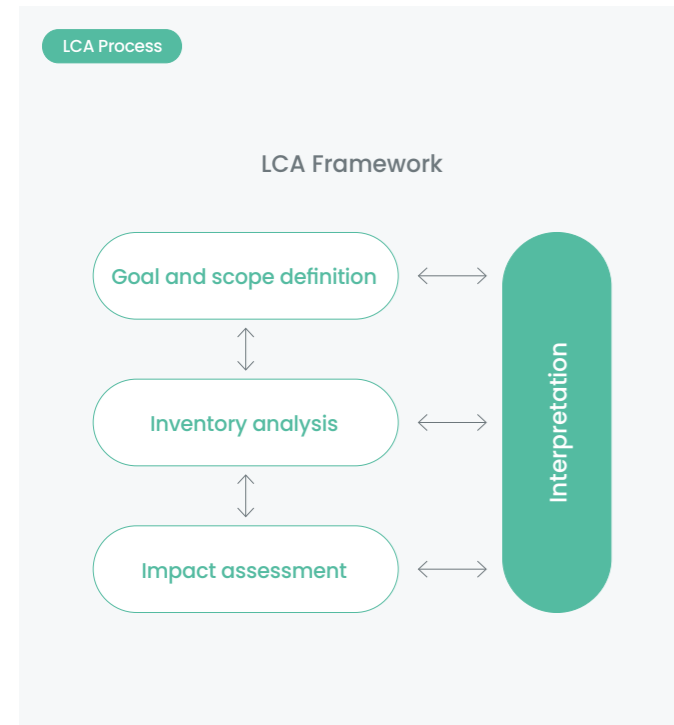 LCA Process
LCA Framework
Goal and scope definition
Inventory analysis
Impact assessment
Interpretation